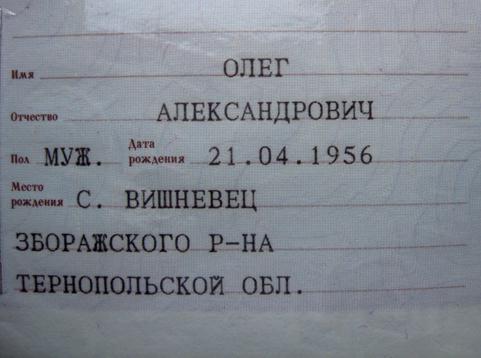 Имя ОЛЕГ
Отчество АЛЕКСАНДРОВИЧ
Пол МУЖ. Дата рождения 21.04.1956
Место рождения С. ВИШНЕВЕЦ
ЗБОРАЖСКОГО Р-НА
ТЕРНОПОЛЬСКОЙ ОБЛ.